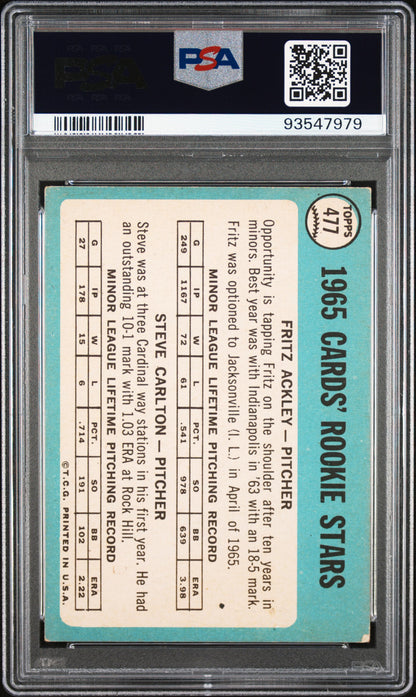 PSA
PSA
93547979
TOPPS
477
1965 CARDS' ROOKIE STARS
FRITZ ACKLEY — PITCHER
Opportunity is tapping Fritz on the shoulder after ten years in
minors. Best year was with Indianapolis in '63 with an 18-5 mark.
Fritz was optioned to Jacksonville (I. L.) in April of 1965.
MINOR LEAGUE LIFETIME PITCHING RECORD
G IP W L PCT. SO BB ERA
249 1167 72 61 .541 978 639 3.98
STEVE CARLTON — PITCHER
Steve was at three Cardinal way stations in his first year. He had
an outstanding 10-1 mark with 1.03 ERA at Rock Hill.
MINOR LEAGUE LIFETIME PITCHING RECORD
G IP W L PCT. SO BB ERA
27 178 15 6 .714 191 102 2.22
© T.C.G. PRINTED IN U.S.A.
PSA